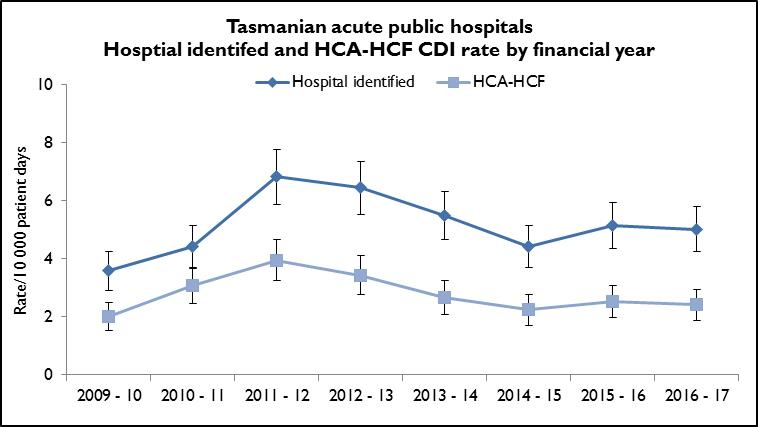 Tasmanian acute public hospitals
Hosptial identifed and HCA-HCF CDI rate by financial year
Hospital identified
HCA-HCF
Rate/10 000 patient days
10
8
6
4
2
0
2009 - 10
2010 - 11
2011 - 12
2012 - 13
2013 - 14
2014 - 15
2015 - 16
2016 - 17